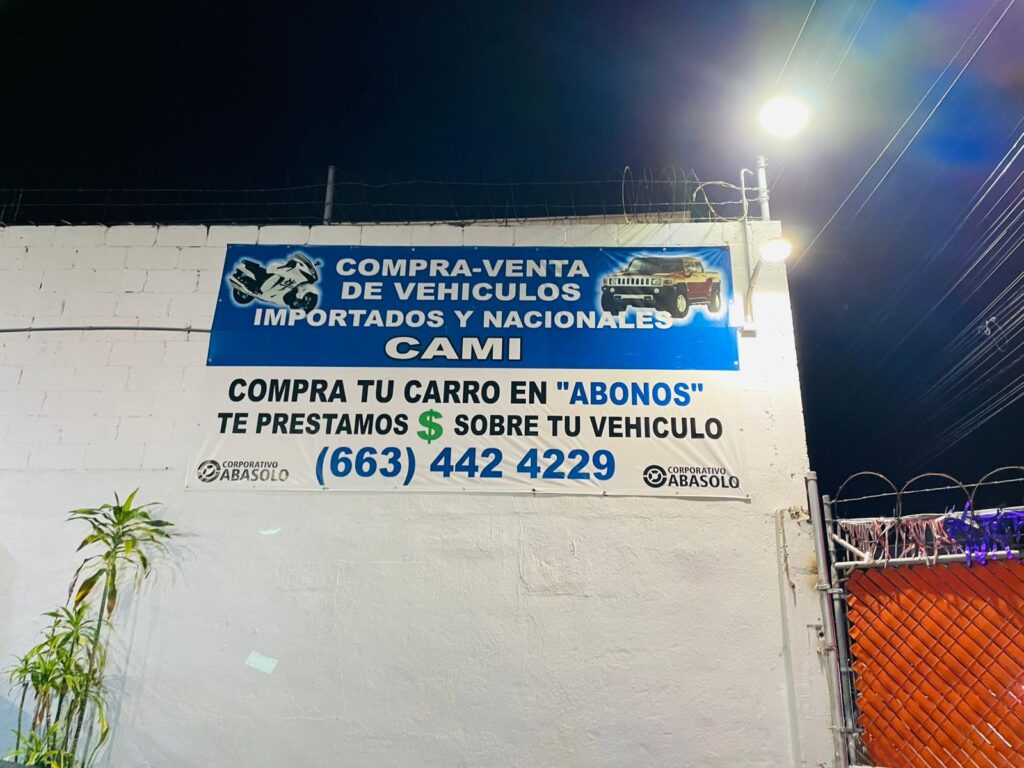 COMPRA-VENTA
DE VEHICULOS
IMPORTADOS Y NACIONALES
CAMI
COMPRA TU CARRO EN "ABONOS"
TE PRESTAMOS $ SOBRE TU VEHICULO
(663) 442 4229
CORPORATIVO
ABASOLO
CORPORATIVO
ABASOLO